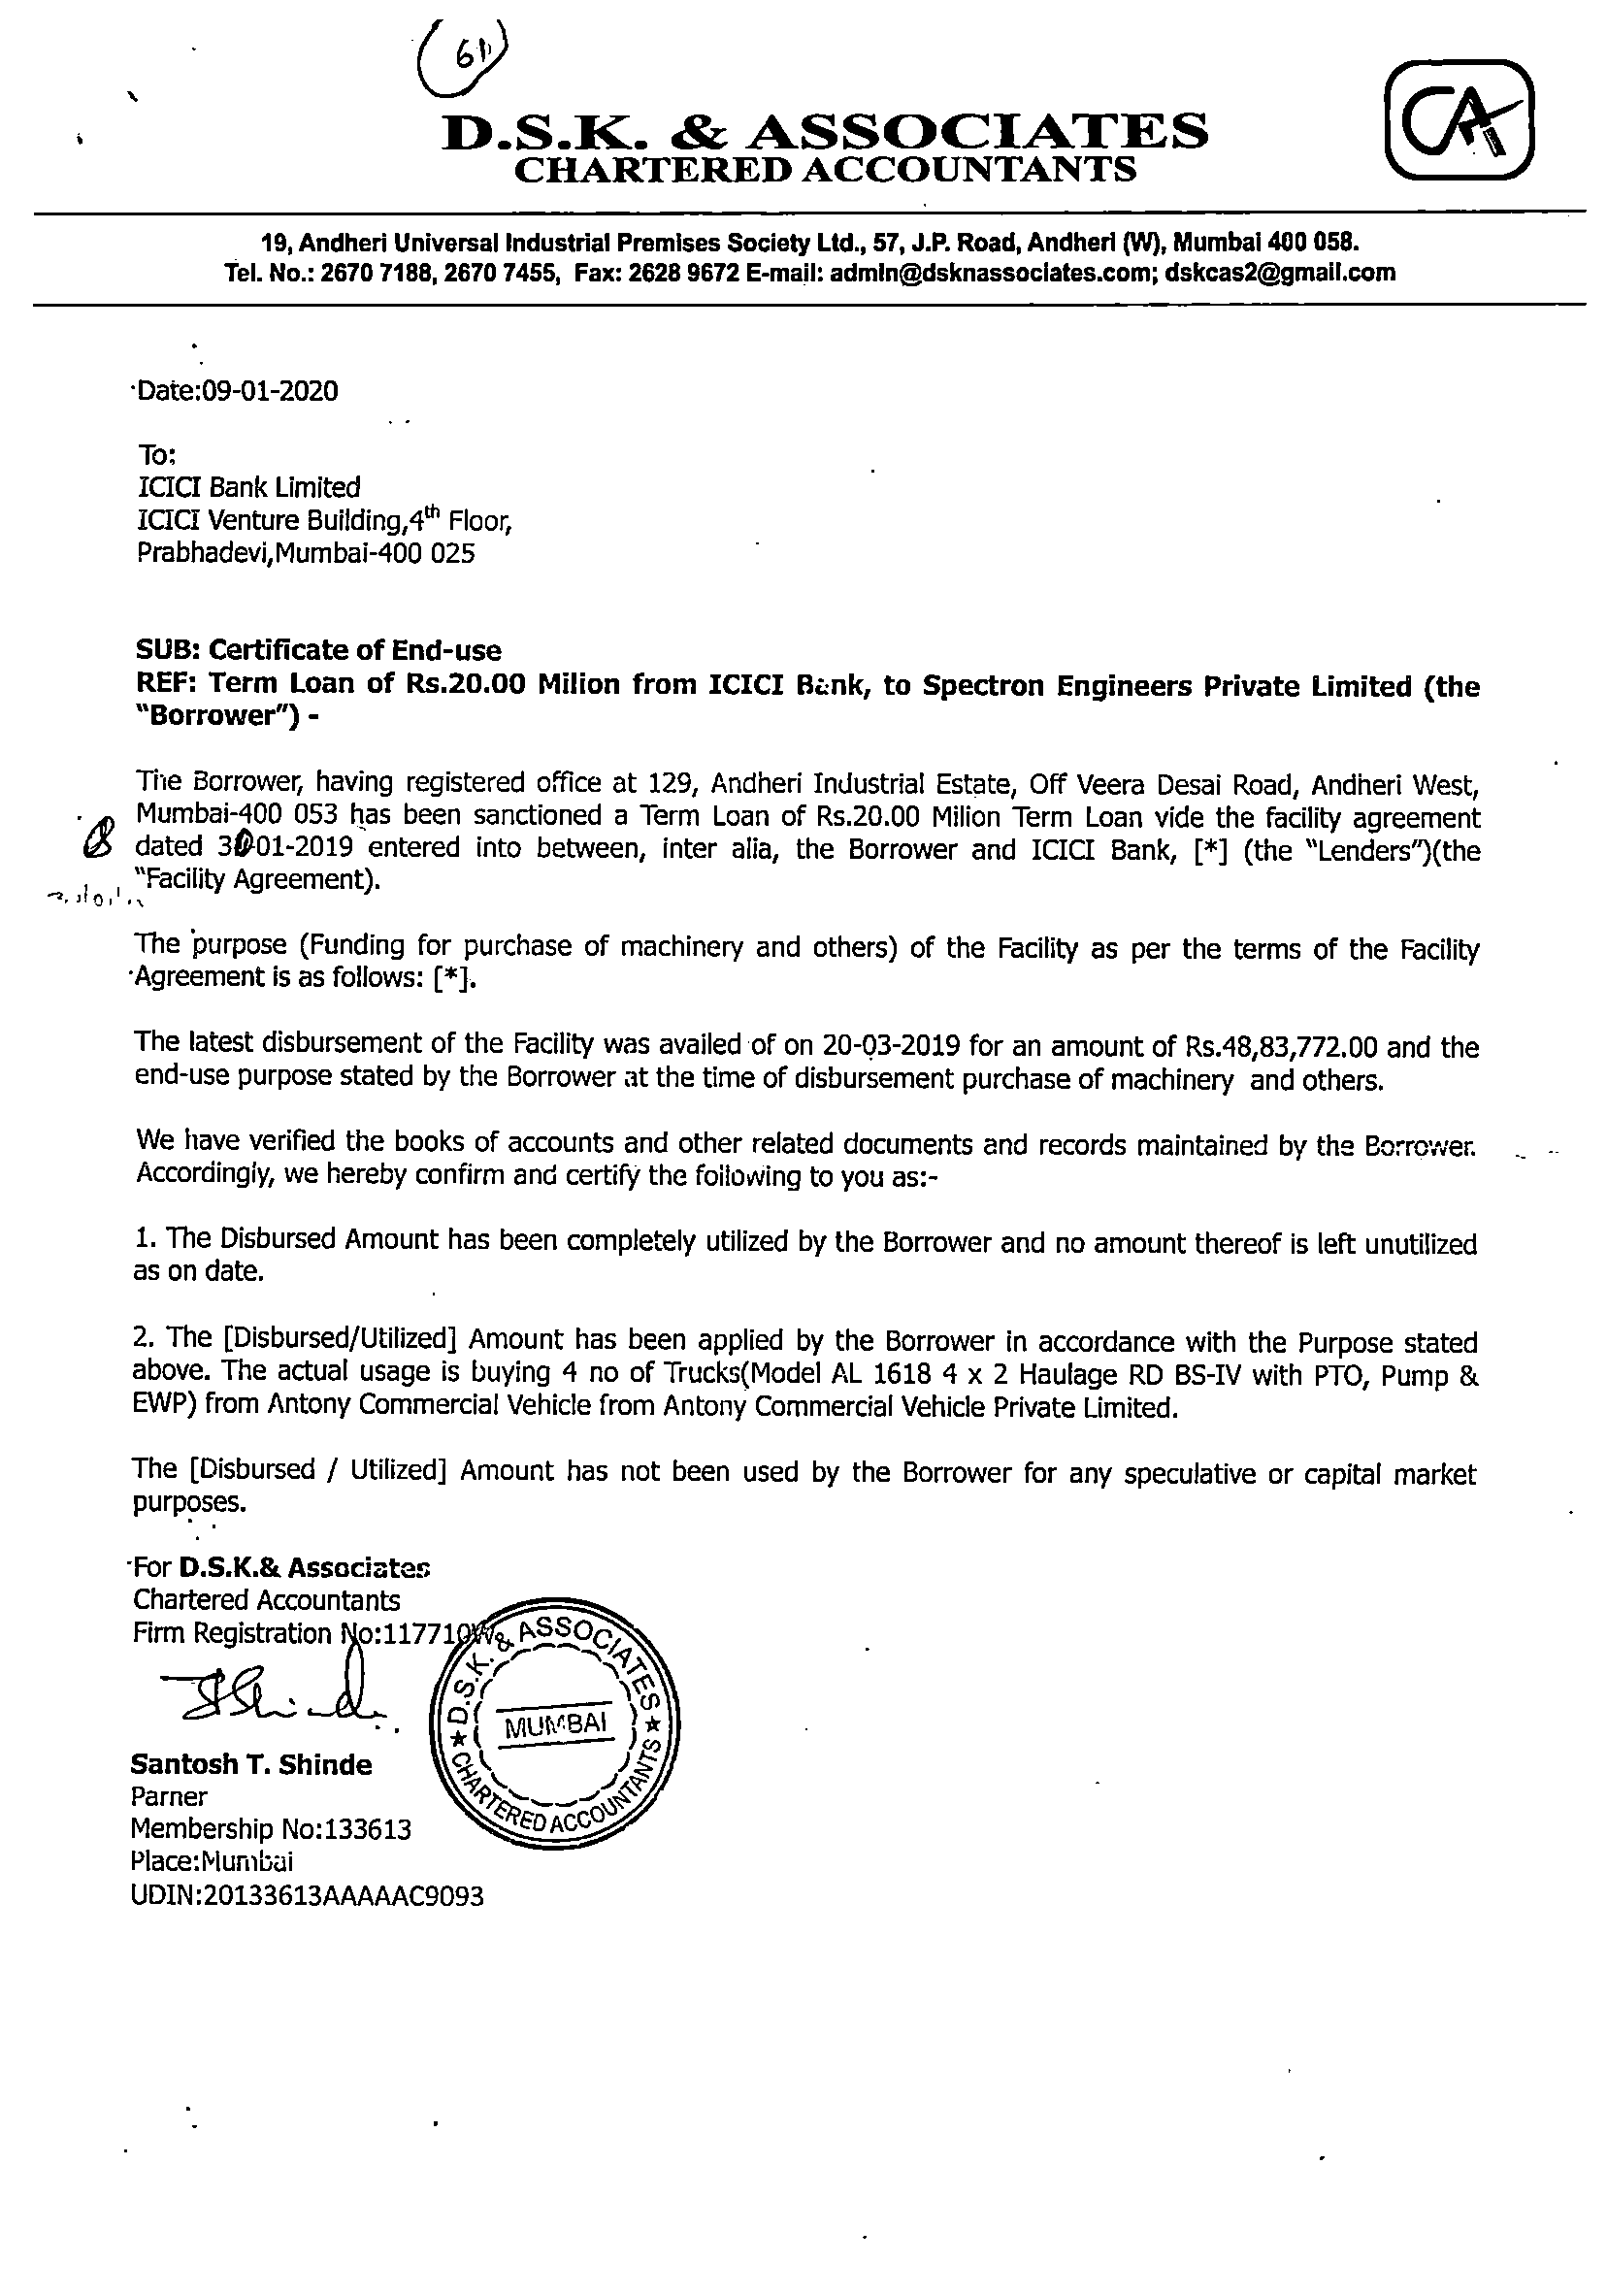 61
D.S.K. & ASSOCIATES
CHARTERED ACCOUNTANTS
CA
19, Andheri Universal Industrial Premises Society Ltd., 57, J.P. Road, Andheri (W), Mumbai 400 058.
Tel. No.: 2670 7188, 2670 7455, Fax: 2628 9672 E-mail: admin@dsknassociates.com; dskcas2@gmail.com
Date:09-01-2020
To:
ICICI Bank Limited
ICICI Venture Building,4th Floor,
Prabhadevi,Mumbai-400 025
SUB: Certificate of End-use
REF: Term Loan of Rs.20.00 Milion from ICICI Bank, to Spectron Engineers Private Limited (the
"Borrower") -
The Borrower, having registered office at 129, Andheri Industrial Estate, Off Veera Desai Road, Andheri West,
Mumbai-400 053 has been sanctioned a Term Loan of Rs.20.00 Milion Term Loan vide the facility agreement
dated 30-01-2019 entered into between, inter alia, the Borrower and ICICI Bank, [*] (the "Lenders")(the
"Facility Agreement).
The purpose (Funding for purchase of machinery and others) of the Facility as per the terms of the Facility
Agreement is as follows: [*].
The latest disbursement of the Facility was availed of on 20-03-2019 for an amount of Rs.48,83,772.00 and the
end-use purpose stated by the Borrower at the time of disbursement purchase of machinery and others.
We have verified the books of accounts and other related documents and records maintained by the Borrower.
Accordingly, we hereby confirm and certify the following to you as:-
1. The Disbursed Amount has been completely utilized by the Borrower and no amount thereof is left unutilized
as on date.
2. The [Disbursed/Utilized] Amount has been applied by the Borrower in accordance with the Purpose stated
above. The actual usage is buying 4 no of Trucks(Model AL 1618 4 x 2 Haulage RD BS-IV with PTO, Pump &
EWP) from Antony Commercial Vehicle from Antony Commercial Vehicle Private Limited.
The [Disbursed / Utilized] Amount has not been used by the Borrower for any speculative or capital market
purposes.
For D.S.K.& Associates
Chartered Accountants
Firm Registration No:117710W
D.S.K. & ASSOCIATES
MUMBAI
CHARTERED ACCOUNTANTS
Santosh T. Shinde
Parner
Membership No:133613
Place:Mumbai
UDIN:20133613AAAAAC9093